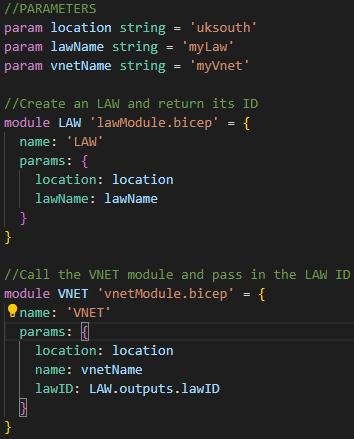 //PARAMETERS
param location string = 'uksouth'
param lawName string = 'myLaw'
param vnetName string = 'myVnet'

//Create an LAW and return its ID
module LAW 'lawModule.bicep' = {
  name: 'LAW'
  params: {
    location: location
    lawName: lawName
  }
}

//Call the VNET module and pass in the LAW ID
module VNET 'vnetModule.bicep' = {
  name: 'VNET'
  params: {
    location: location
    name: vnetName
    lawID: LAW.outputs.lawID
  }
}